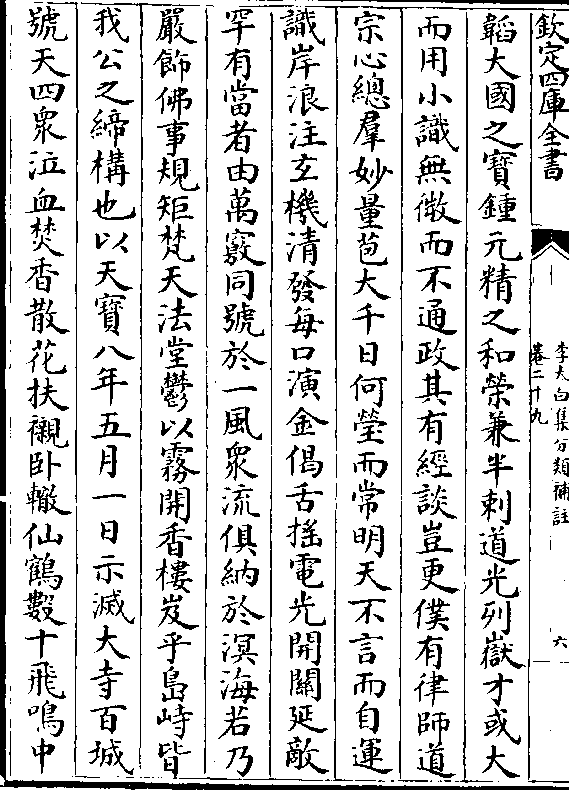 欽定四庫全書
李太白集分類補註
卷二十九
六
韜大國之寶鍾元精之和榮兼半刺道光列嶽才或大
而用小識無微而不通政其有經談豈更僕有律師道
宗心總羣妙量苞大千日何瑩而常明天不言而自運
識岸浪注玄機清發每口演金偈舌搖電光開關延敵
罕有當者由萬竅同號於一風衆流俱納於溟海若乃
嚴飾佛事規矩梵天法堂鬱以霧開香樓岌乎島峙皆
我公之締構也以天寶八年五月一日示滅大寺百城
號天四衆泣血焚香散花扶櫬卧轍仙鶴數十飛鳴中